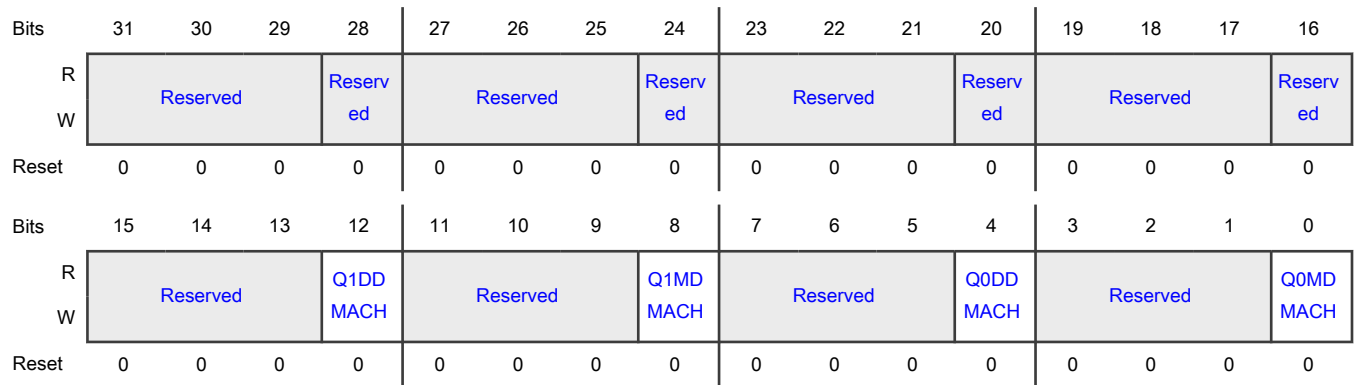 Bits 31 30 29 28 27 26 25 24 23 22 21 20 19 18 17 16
R
W
Reserved Reserv
ed Reserved Reserv
ed Reserved Reserv
ed Reserved Reserv
ed
Reset 0 0 0 0 0 0 0 0 0 0 0 0 0 0 0 0
Bits 15 14 13 12 11 10 9 8 7 6 5 4 3 2 1 0
R
W
Reserved Q1DD
MACH Reserved Q1MD
MACH Reserved Q0DD
MACH Reserved Q0MD
MACH
Reset 0 0 0 0 0 0 0 0 0 0 0 0 0 0 0 0